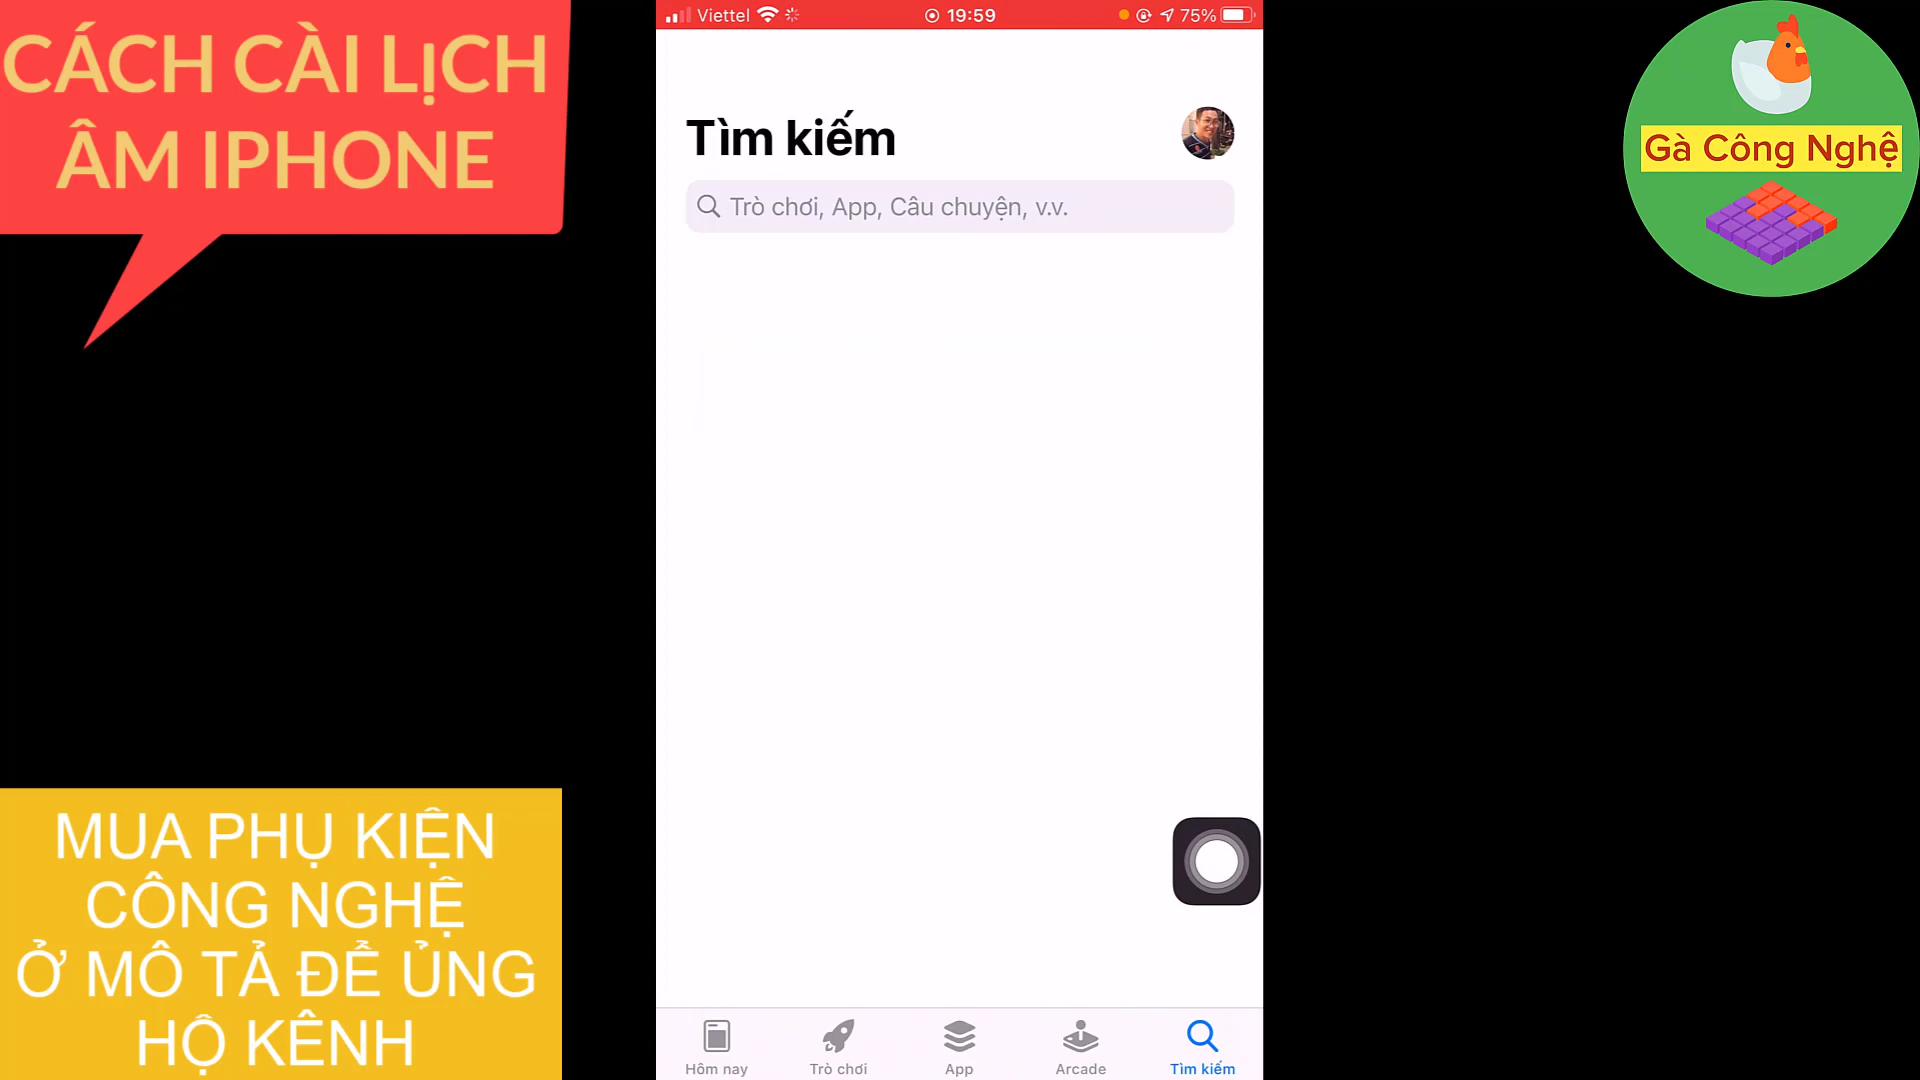 CÁCH CÀI LỊCH
ÂM IPHONE
Viettel
19:59
75%
Gà Công Nghệ
Tìm kiếm
Trò chơi, App, Câu chuyện, v.v.
MUA PHỤ KIỆN
CÔNG NGHỆ
Ở MÔ TẢ ĐỂ ỦNG
HỘ KÊNH
Hôm nay
Trò chơi
App
Arcade
Tìm kiếm